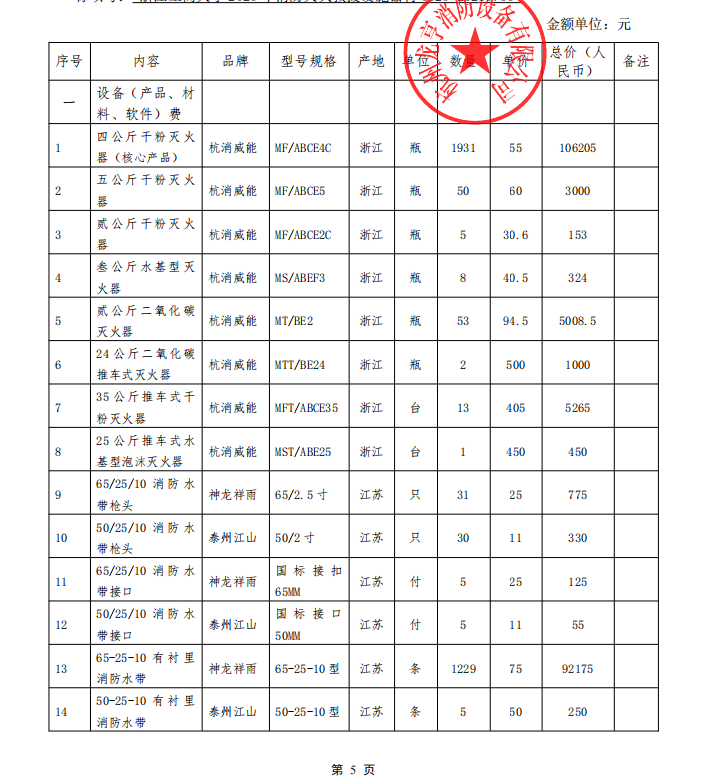 金额单位：元
杭州龙亨消防设备有限公司
序号 内容 品牌 型号规格 产地 单位 数量 单价 总价（人民币） 备注
一 设备（产品、材料、软件）费
1 四公斤干粉灭火器（核心产品） 杭消威能 MF/ABCE4C 浙江 瓶 1931 55 106205
2 五公斤干粉灭火器 杭消威能 MF/ABCE5 浙江 瓶 50 60 3000
3 贰公斤干粉灭火器 杭消威能 MF/ABCE2C 浙江 瓶 5 30.6 153
4 叁公斤水基型灭火器 杭消威能 MS/ABEF3 浙江 瓶 8 40.5 324
5 贰公斤二氧化碳灭火器 杭消威能 MT/BE2 浙江 瓶 53 94.5 5008.5
6 24公斤二氧化碳推车式灭火器 杭消威能 MTT/BE24 浙江 瓶 2 500 1000
7 35公斤推车式干粉灭火器 杭消威能 MFT/ABCE35 浙江 台 13 405 5265
8 25公斤推车式水基型泡沫灭火器 杭消威能 MST/ABE25 浙江 台 1 450 450
9 65/25/10 消防水带枪头 神龙祥雨 65/2.5寸 江苏 只 31 25 775
10 50/25/10 消防水带枪头 泰州江山 50/2寸 江苏 只 30 11 330
11 65/25/10 消防水带接口 神龙祥雨 国标接扣65MM 江苏 付 5 25 125
12 50/25/10 消防水带接口 泰州江山 国标接口50MM 江苏 付 5 11 55
13 65-25-10有衬里消防水带 神龙祥雨 65-25-10型 江苏 条 1229 75 92175
14 50-25-10有衬里消防水带 泰州江山 50-25-10型 江苏 条 5 50 250
第 5 页